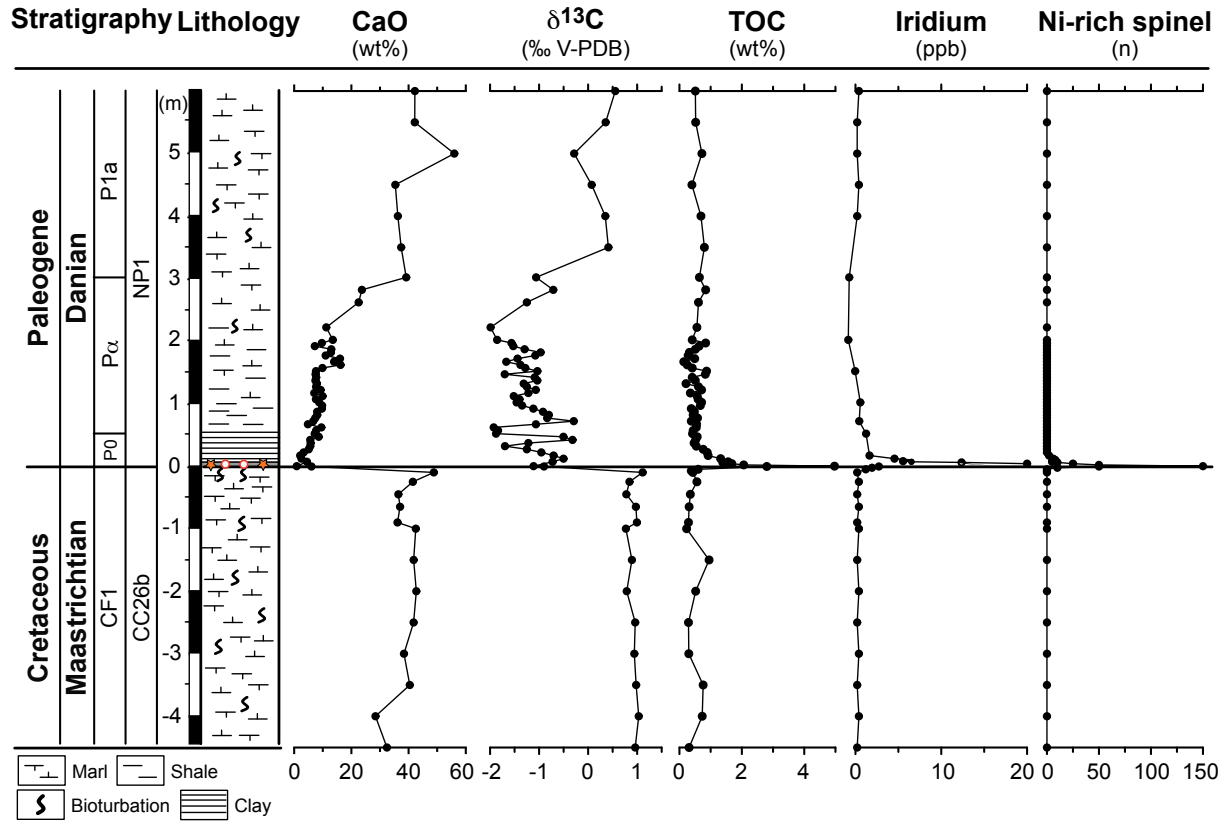 Stratigraphy Lithology CaO δ13C TOC Iridium Ni-rich spinel
(wt%) (‰ V-PDB) (wt%) (ppb) (n)
(m)
Paleogene
Danian
P1a
Pα
P0
NP1
Cretaceous
Maastrichtian
CF1
CC26b
5
4
3
2
1
0
-1
-2
-3
-4
0 20 40 60 -2 -1 0 1 0 2 4 0 10 20 0 50 100 150
Marl Shale
Bioturbation Clay